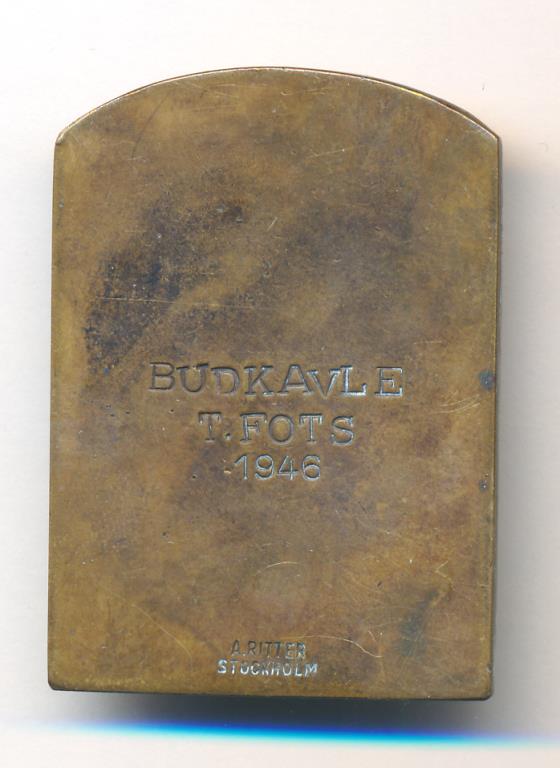 BUDKAVLE
T. FOTS
1946
A. RITTER
STOCKHOLM